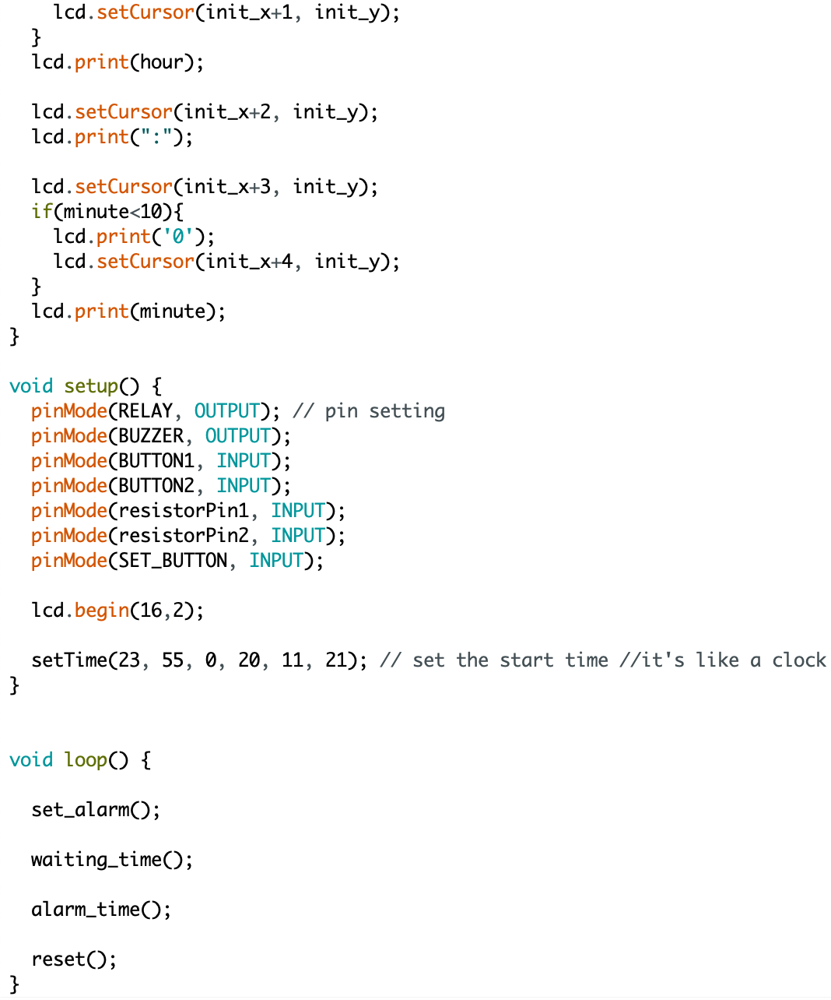 lcd.setCursor(init_x+1, init_y);
  }
  lcd.print(hour);

  lcd.setCursor(init_x+2, init_y);
  lcd.print(":");

  lcd.setCursor(init_x+3, init_y);
  if(minute<10){
    lcd.print('0');
    lcd.setCursor(init_x+4, init_y);
  }
  lcd.print(minute);
}

void setup() {
  pinMode(RELAY, OUTPUT); // pin setting
  pinMode(BUZZER, OUTPUT);
  pinMode(BUTTON1, INPUT);
  pinMode(BUTTON2, INPUT);
  pinMode(resistorPin1, INPUT);
  pinMode(resistorPin2, INPUT);
  pinMode(SET_BUTTON, INPUT);

  lcd.begin(16,2);

  setTime(23, 55, 0, 20, 11, 21); // set the start time //it's like a clock
}


void loop() {

  set_alarm();

  waiting_time();

  alarm_time();

  reset();
}